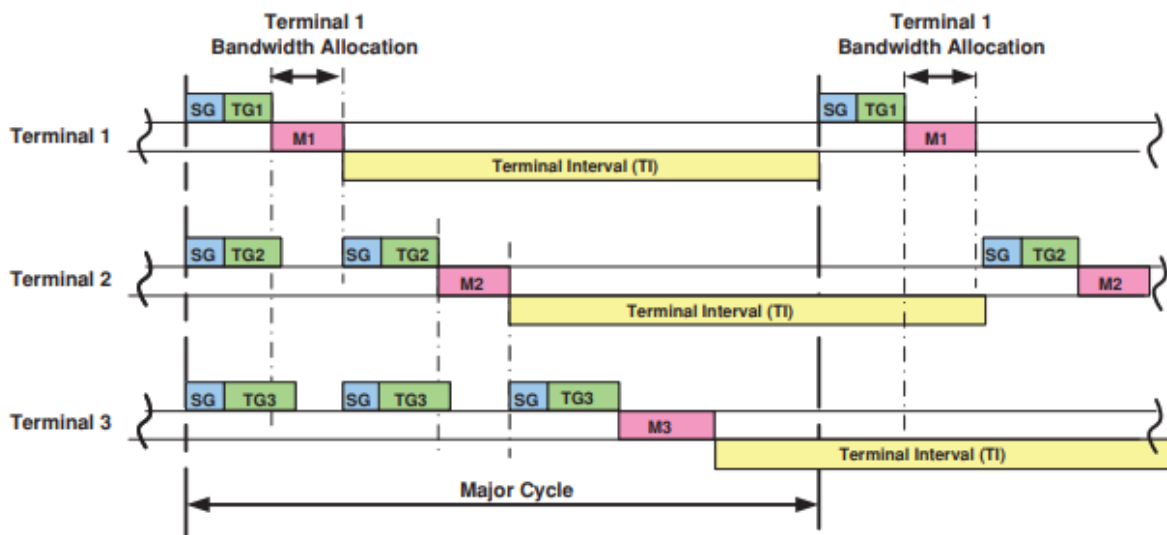 Terminal 1
Bandwidth Allocation
Terminal 1
Bandwidth Allocation
SG TG1
SG TG1
Terminal 1
M1
M1
Terminal Interval (TI)
SG TG2
SG TG2
SG TG2
Terminal 2
M2
M2
Terminal Interval (TI)
SG TG3
SG TG3
SG TG3
Terminal 3
M3
Terminal Interval (TI)
Major Cycle